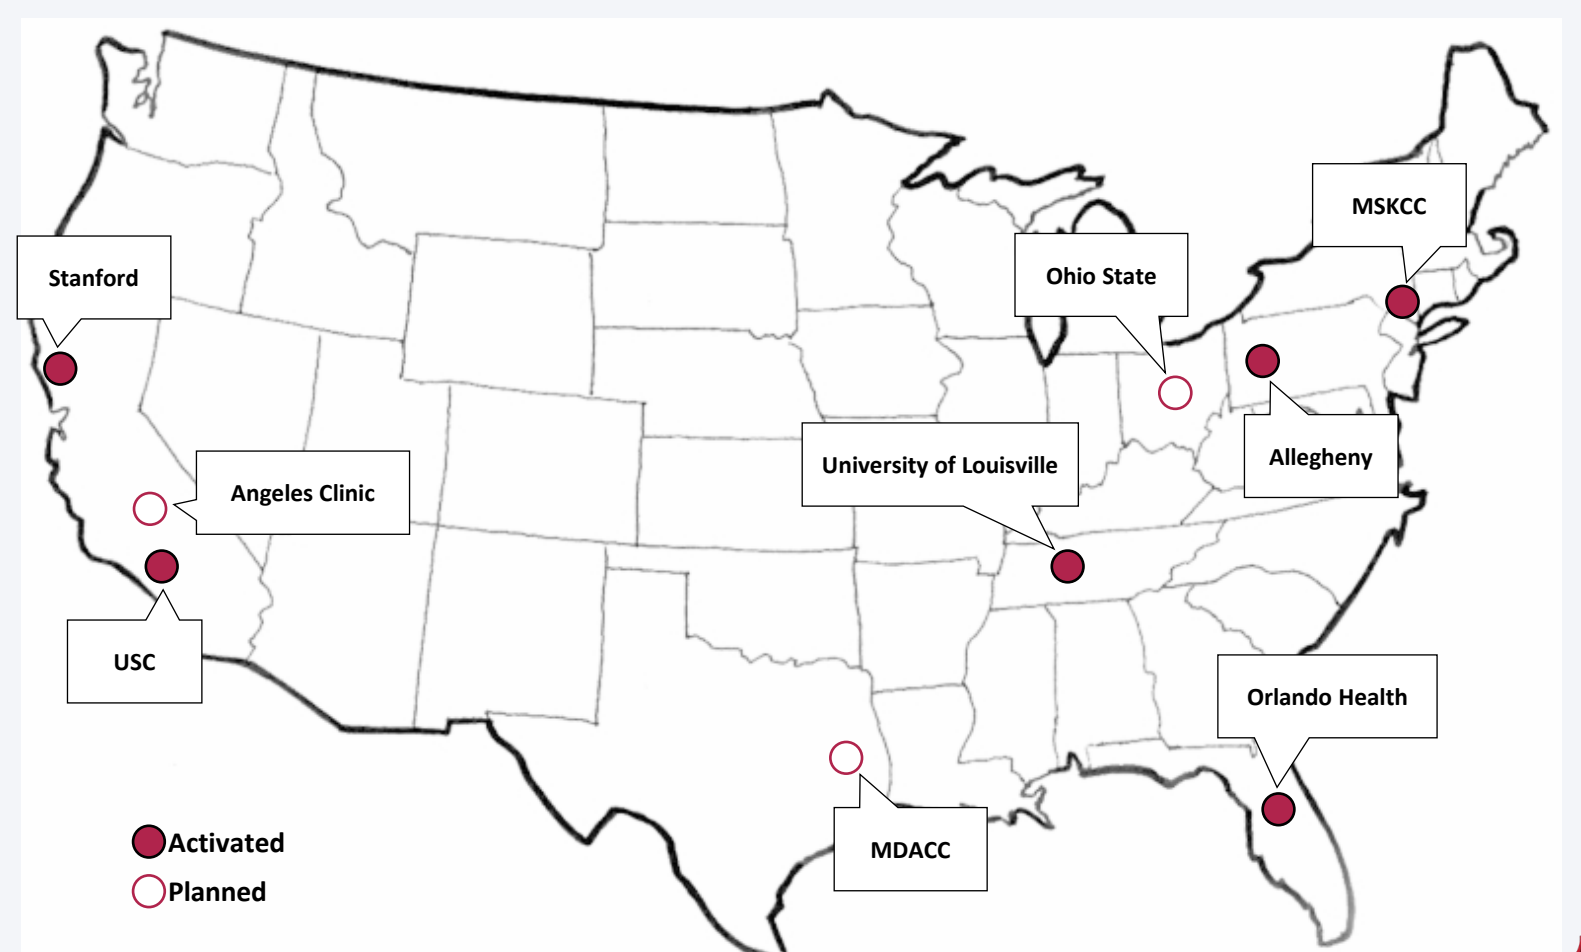 MSKCC
Ohio State
Stanford
Allegheny
University of Louisville
Angeles Clinic
USC
Orlando Health
MDACC
Activated
Planned